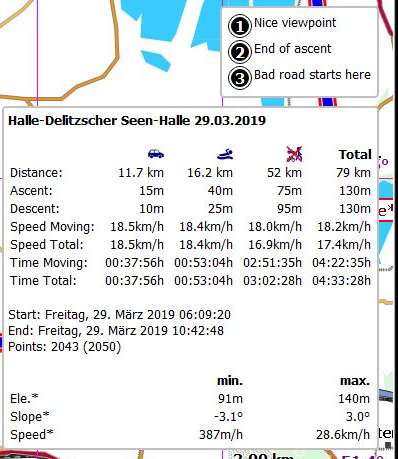 1 Nice viewpoint
2 End of ascent
3 Bad road starts here
Halle-Delitzscher Seen-Halle 29.03.2019
Total
Distance: 11.7 km 16.2 km 52 km 79 km
Ascent: 15m 40m 75m 130m
Descent: 10m 25m 95m 130m
Speed Moving: 18.5km/h 18.4km/h 18.0km/h 18.2km/h
Speed Total: 18.5km/h 18.4km/h 16.9km/h 17.4km/h
Time Moving: 00:37:56h 00:53:04h 02:51:35h 04:22:35h
Time Total: 00:37:56h 00:53:04h 03:02:28h 04:33:28h
Start: Freitag, 29. März 2019 06:09:20
End: Freitag, 29. März 2019 10:42:48
Points: 2043 (2050)
min. max.
Ele.* 91m 140m
Slope* -3.1° 3.0°
Speed* 387m/h 28.6km/h